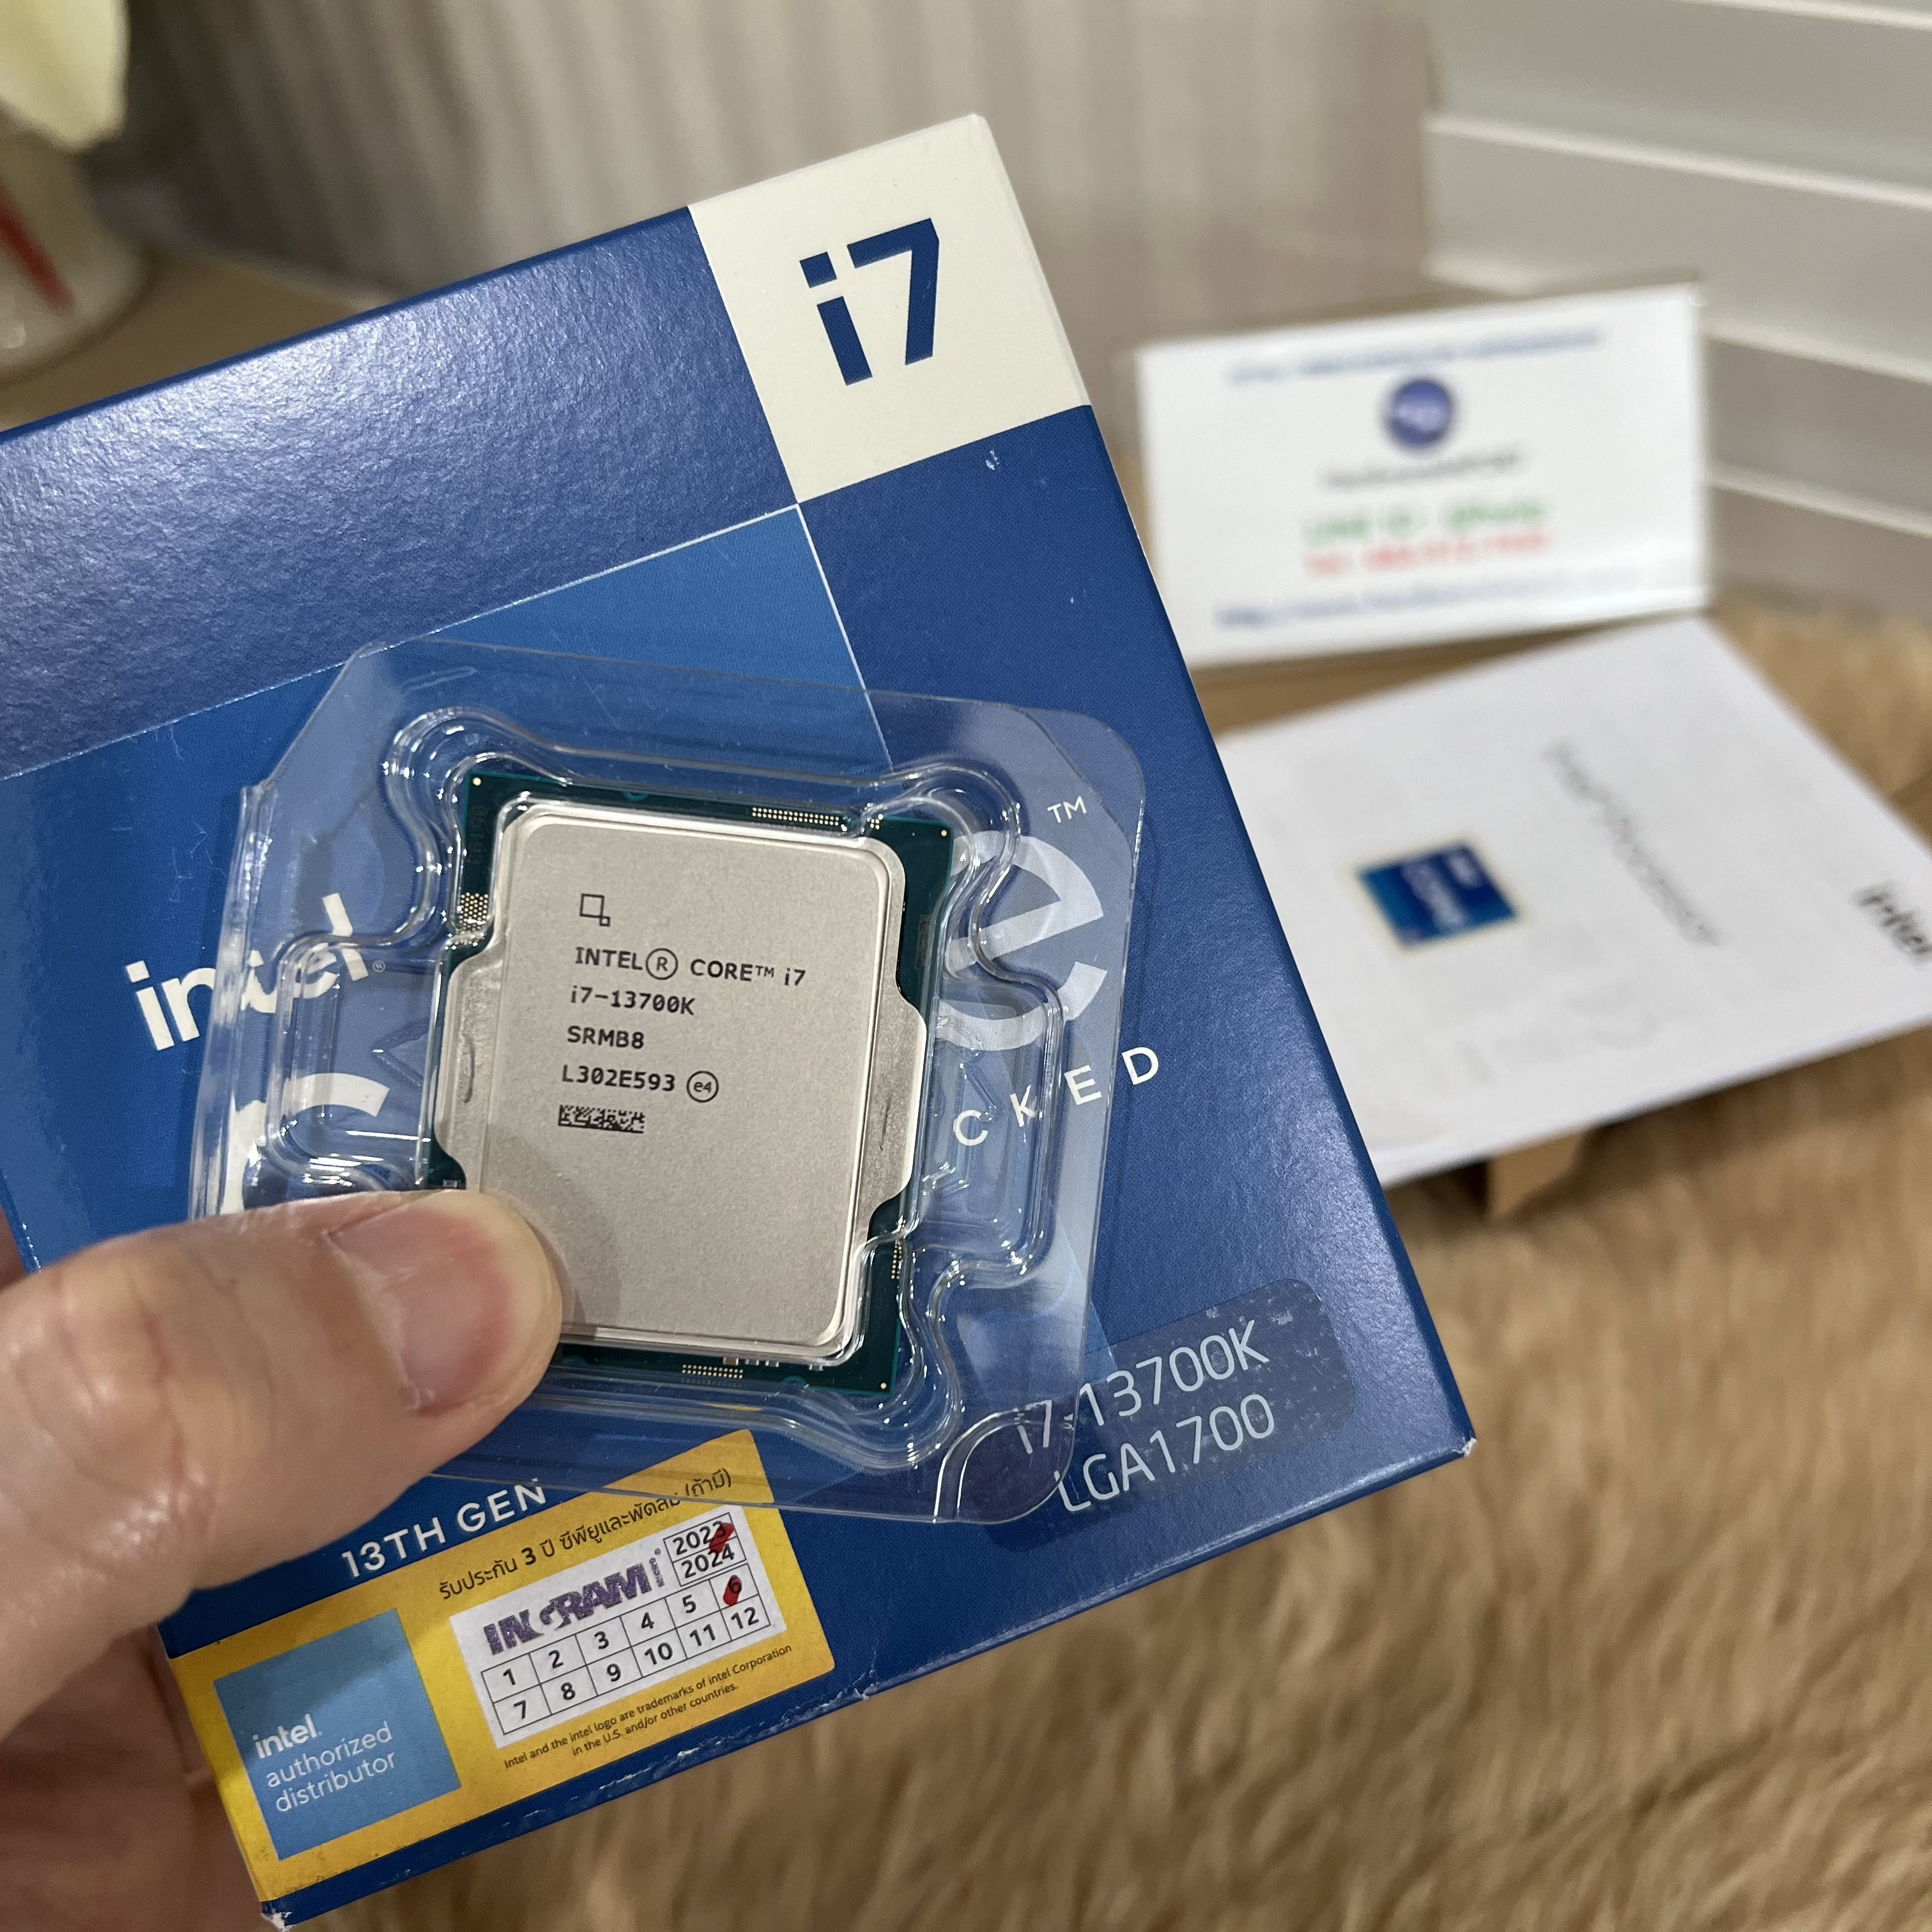 i7
intel®
e™
CKED
INTEL® CORE™ i7
i7-13700K
SRMB8
L302E593 e4
i7-13700K
LGA1700
13TH GEN
รับประกัน 3 ปี ซีพียูและพัดลม (ถ้ามี)
INGRAM
2023
2024
1 2 3 4 5 6
7 8 9 10 11 12
Intel and the intel logo are trademarks of intel Corporation
in the U.S. and/or other countries.
intel.
authorized
distributor